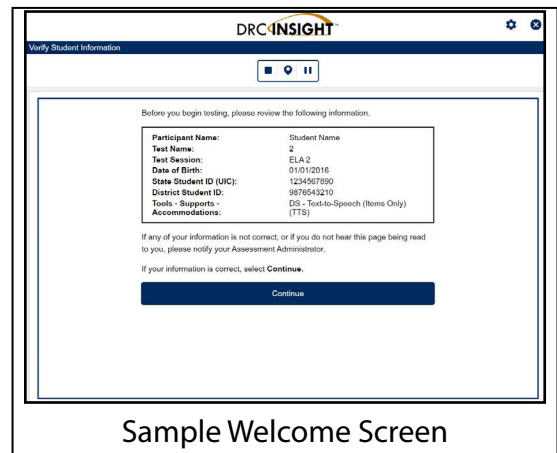 DRC INSIGHT™
Verify Student Information
Before you begin testing, please review the following information.
Participant Name: Student Name
Test Name: 2
Test Session: ELA 2
Date of Birth: 01/01/2016
State Student ID (UIC): 1234567890
District Student ID: 9876543210
Tools - Supports - DS - Text-to-Speech (Items Only)
Accommodations: (TTS)
If any of your information is not correct, or if you do not hear this page being read
to you, please notify your Assessment Administrator.
If your information is correct, select Continue.
Continue
Sample Welcome Screen